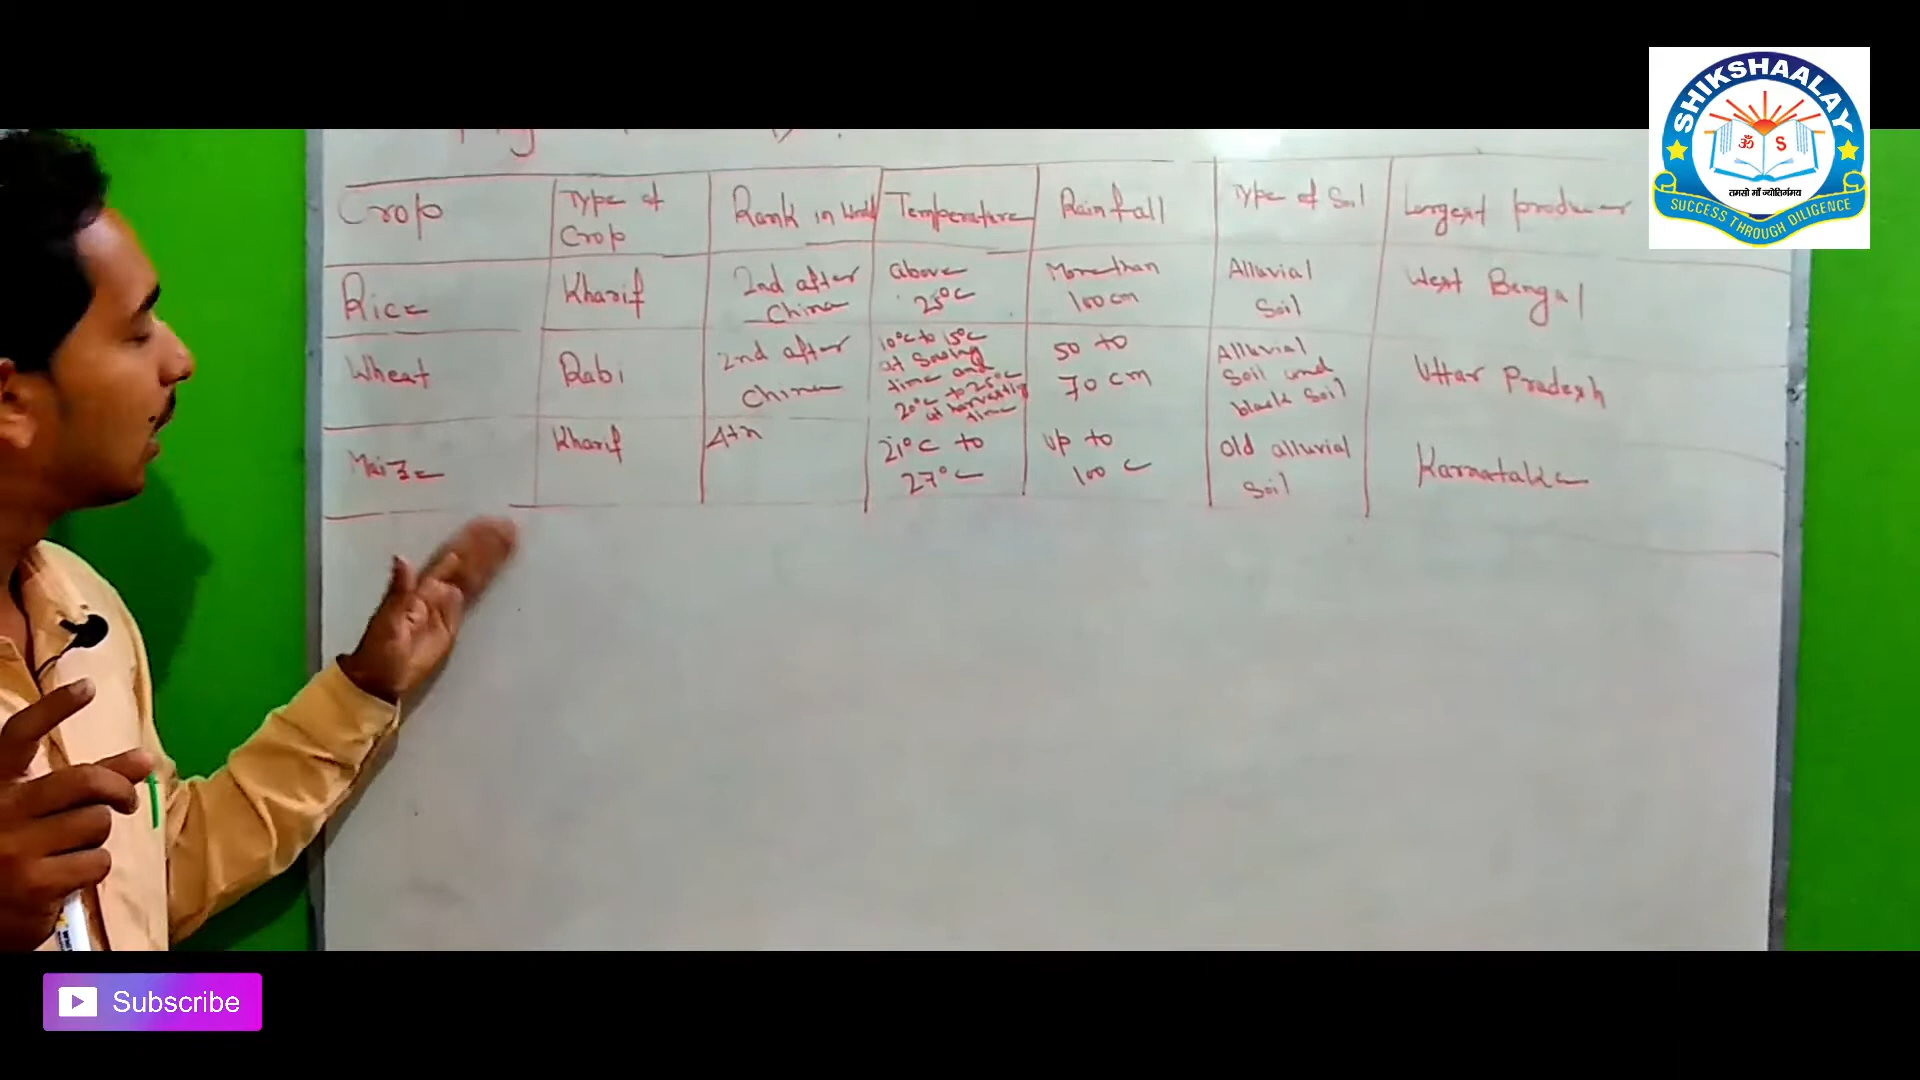 SHIKSHAALAY
ॐ S
तमसो माँ ज्योतिर्गमय
SUCCESS THROUGH DILIGENCE
Crop
Type of
Crop
Rank in World
Temperature
Rainfall
Type of Soil
Largest producer
Rice
Kharif
2nd after
China
above
25°C
More than
100 cm
Alluvial
Soil
West Bengal
Wheat
Rabi
2nd after
China
10°C to 15°C
at Sowing
time and
20°C to 25°C
at harvesting
time
50 to
70 cm
Alluvial
Soil and
black Soil
Uttar Pradesh
Maize
Kharif
4th
21°C to
27°C
up to
100 C
Old alluvial
Soil
Karnataka
Subscribe